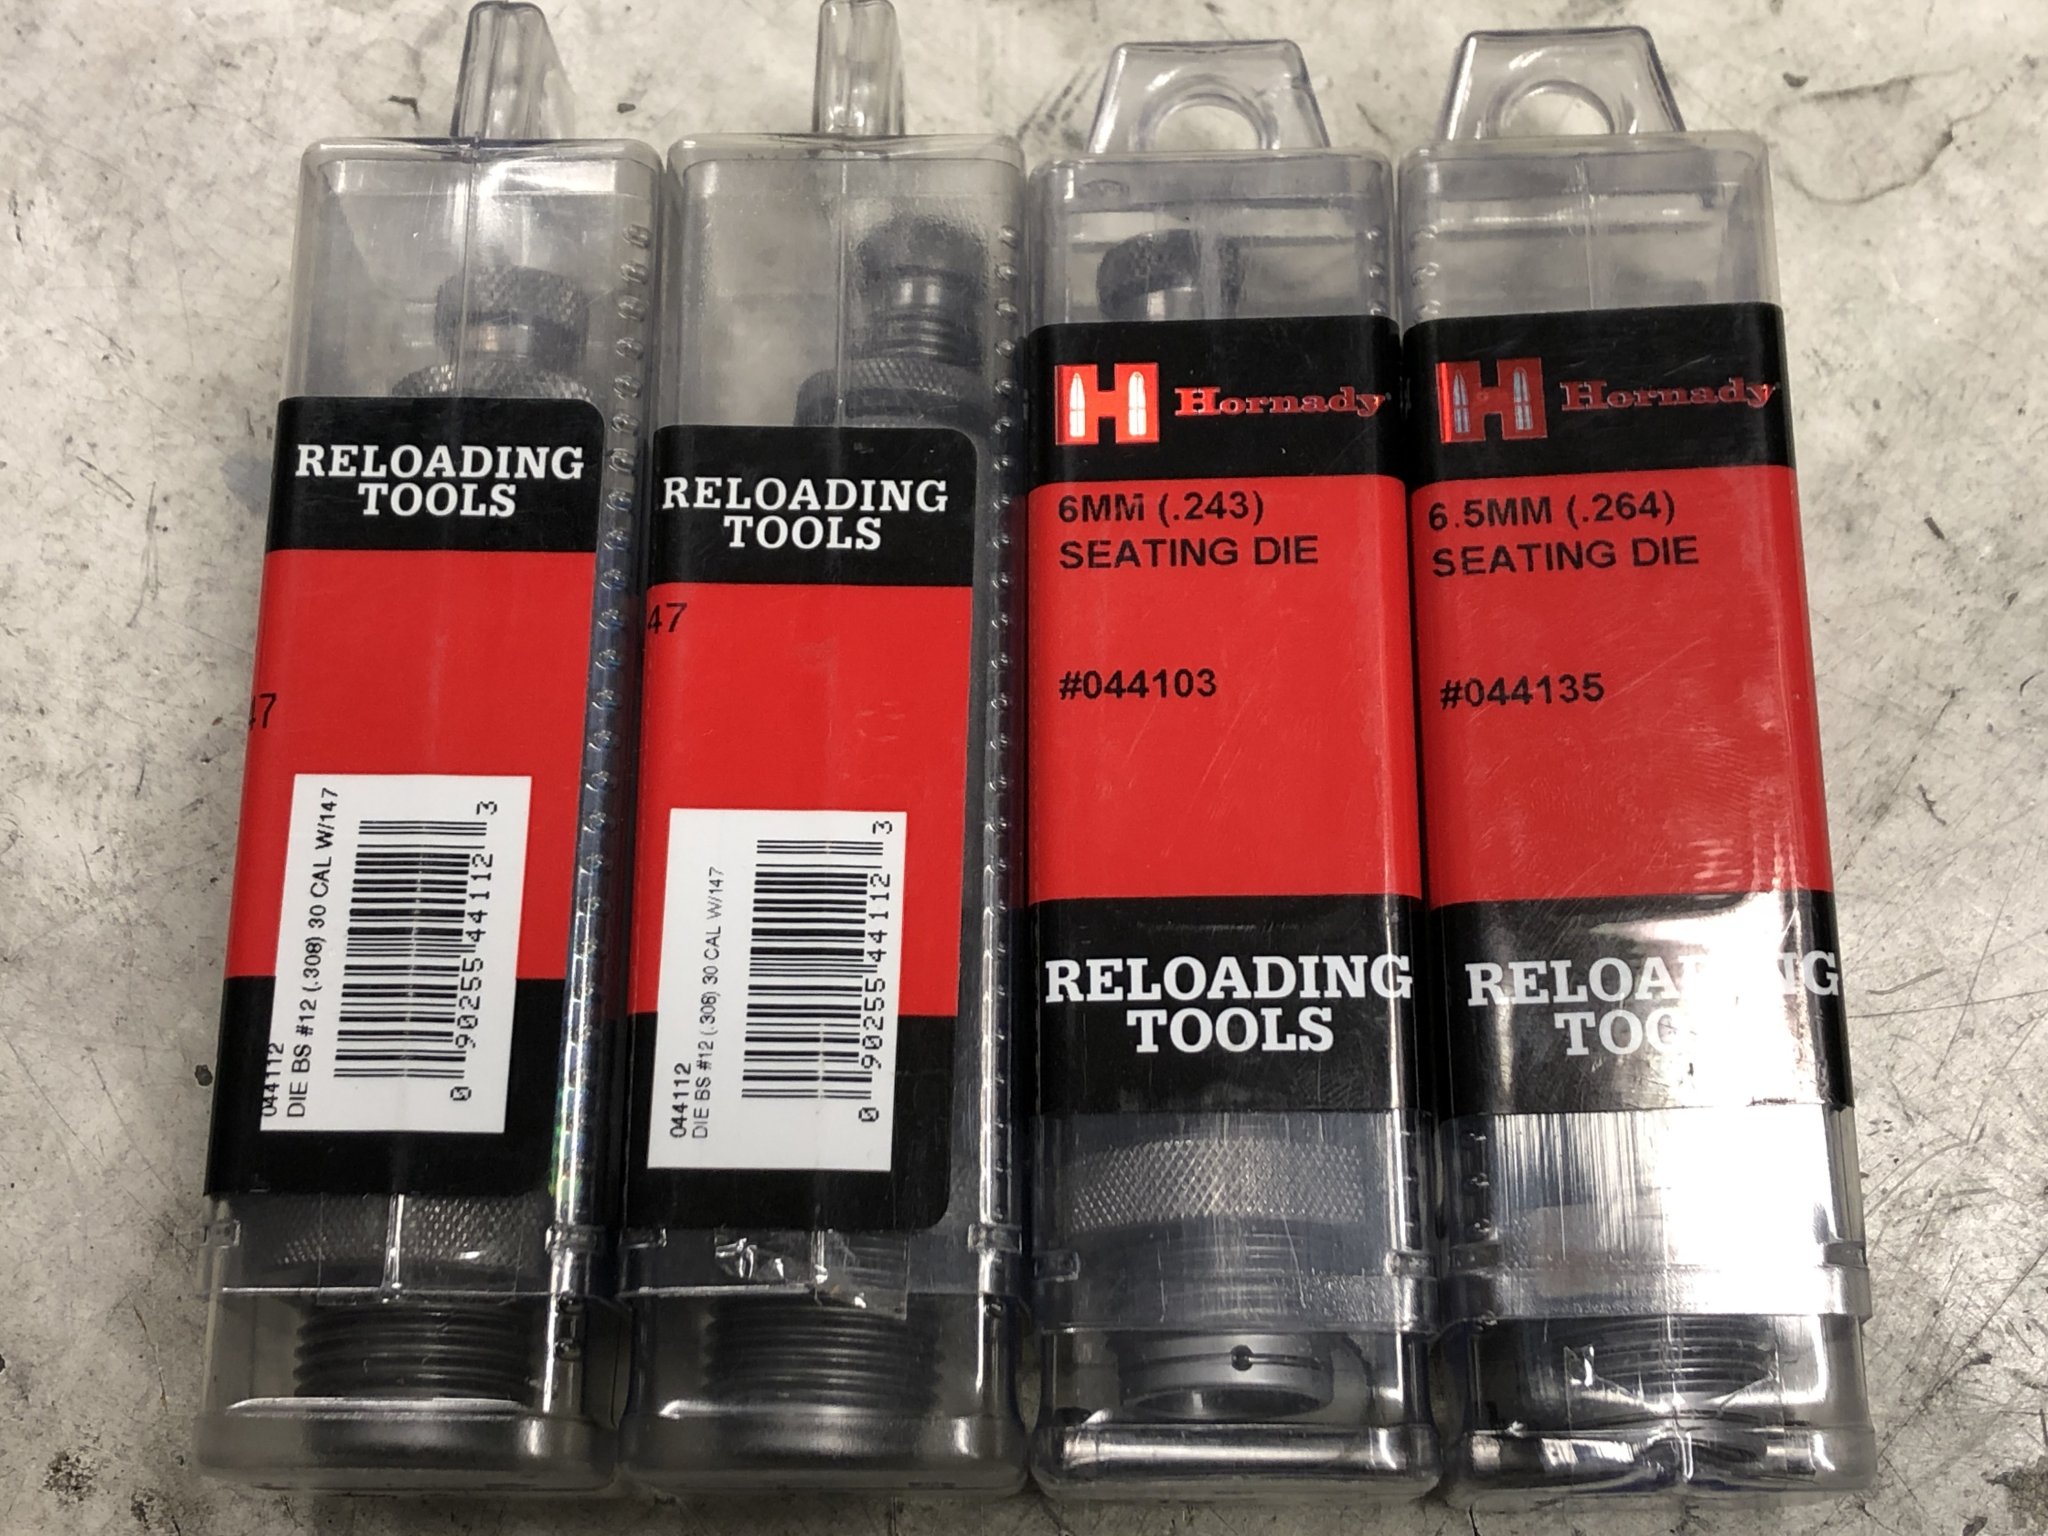 RELOADING
TOOLS
47
044112
DIE BS #12 (.308) 30 CAL W/147
0 90255 44112 3
RELOADING
TOOLS
47
044112
DIE BS #12 (.308) 30 CAL W/147
0 90255 44112 3
H Hornady
6MM (.243)
SEATING DIE
#044103
RELOADING
TOOLS
H Hornady
6.5MM (.264)
SEATING DIE
#044135
RELOADING
TOOLS